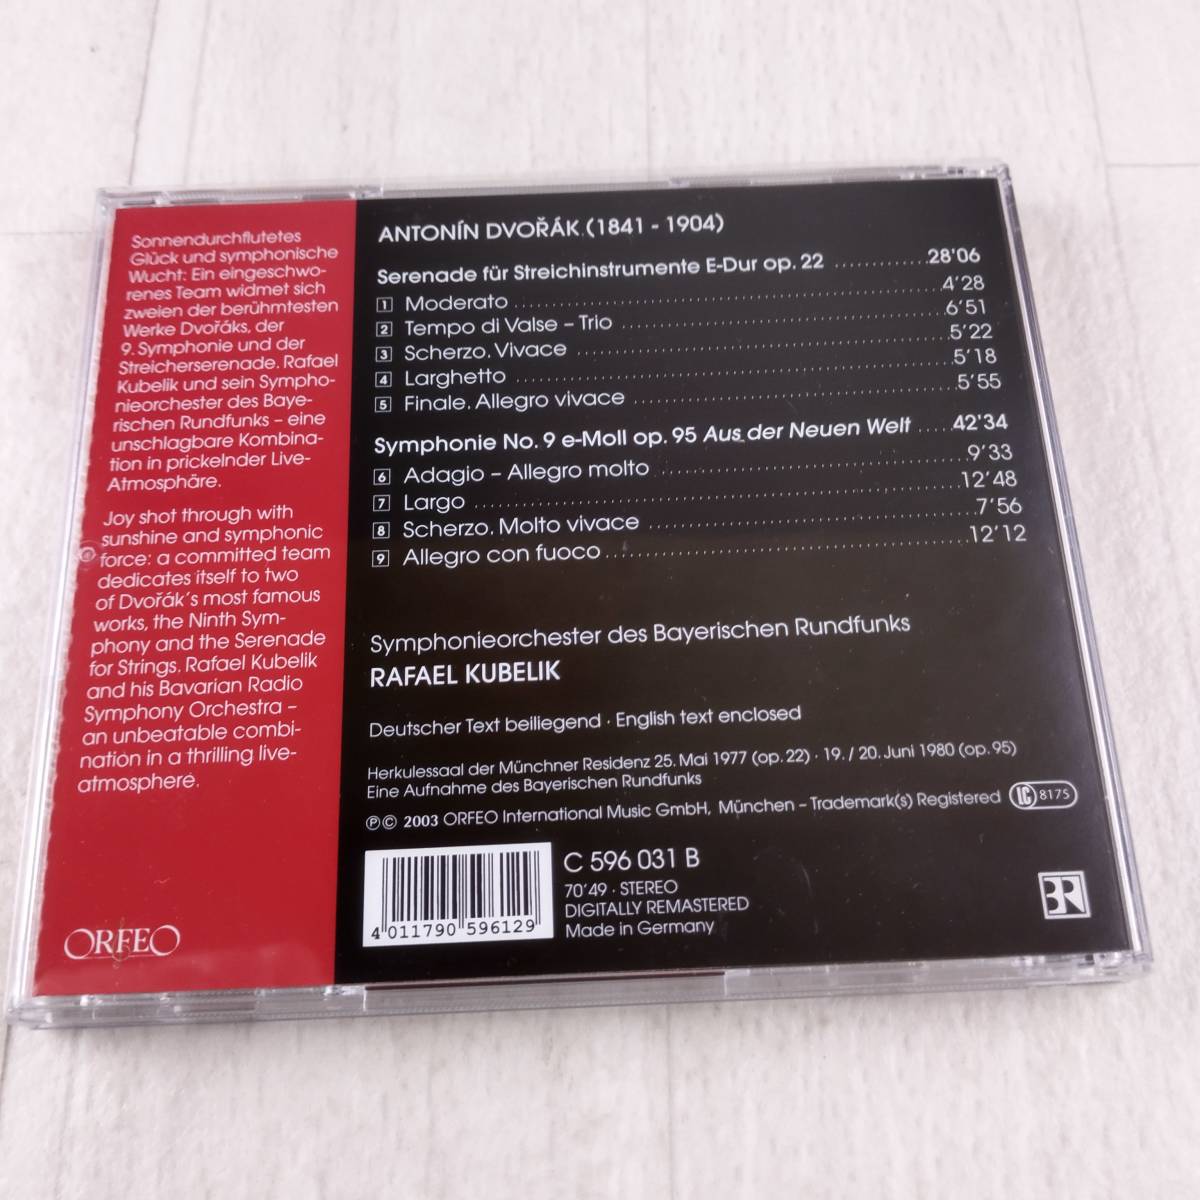 Sonnendurchflutetes
Glück und symphonische
Wucht: Ein eingeschwo-
renes Team widmet sich
zweien der berühmtesten
Werke Dvořáks, der
9. Symphonie und der
Streicherserenade. Rafael
Kubelik und sein Sympho-
nieorchester des Baye-
rischen Rundfunks – eine
unschlagbare Kombina-
tion in prickelnder Live-
Atmosphäre.
Joy shot through with
sunshine and symphonic
force: a committed team
dedicates itself to two
of Dvořák's most famous
works, the Ninth Sym-
phony and the Serenade
for Strings. Rafael Kubelik
and his Bavarian Radio
Symphony Orchestra –
an unbeatable combi-
nation in a thrilling live-
atmosphere.
ORFEO
ANTONÍN DVOŘÁK (1841 - 1904)
Serenade für Streichinstrumente E-Dur op. 22 ............ 28'06
1 Moderato ............ 4'28
2 Tempo di Valse – Trio ............ 6'51
3 Scherzo. Vivace ............ 5'22
4 Larghetto ............ 5'18
5 Finale. Allegro vivace ............ 5'55
Symphonie No. 9 e-Moll op. 95 Aus der Neuen Welt ..... 42'34
6 Adagio – Allegro molto ............ 9'33
7 Largo ............ 12'48
8 Scherzo. Molto vivace ............ 7'56
9 Allegro con fuoco ............ 12'12
Symphonieorchester des Bayerischen Rundfunks
RAFAEL KUBELIK
Deutscher Text beiliegend · English text enclosed
Herkulessaal der Münchner Residenz 25. Mai 1977 (op. 22) · 19. / 20. Juni 1980 (op. 95)
Eine Aufnahme des Bayerischen Rundfunks
℗© 2003 ORFEO International Music GmbH, München – Trademark(s) Registered LC 8175
4 011790 596129
C 596 031 B
70'49 · STEREO
DIGITALLY REMASTERED
Made in Germany
BR